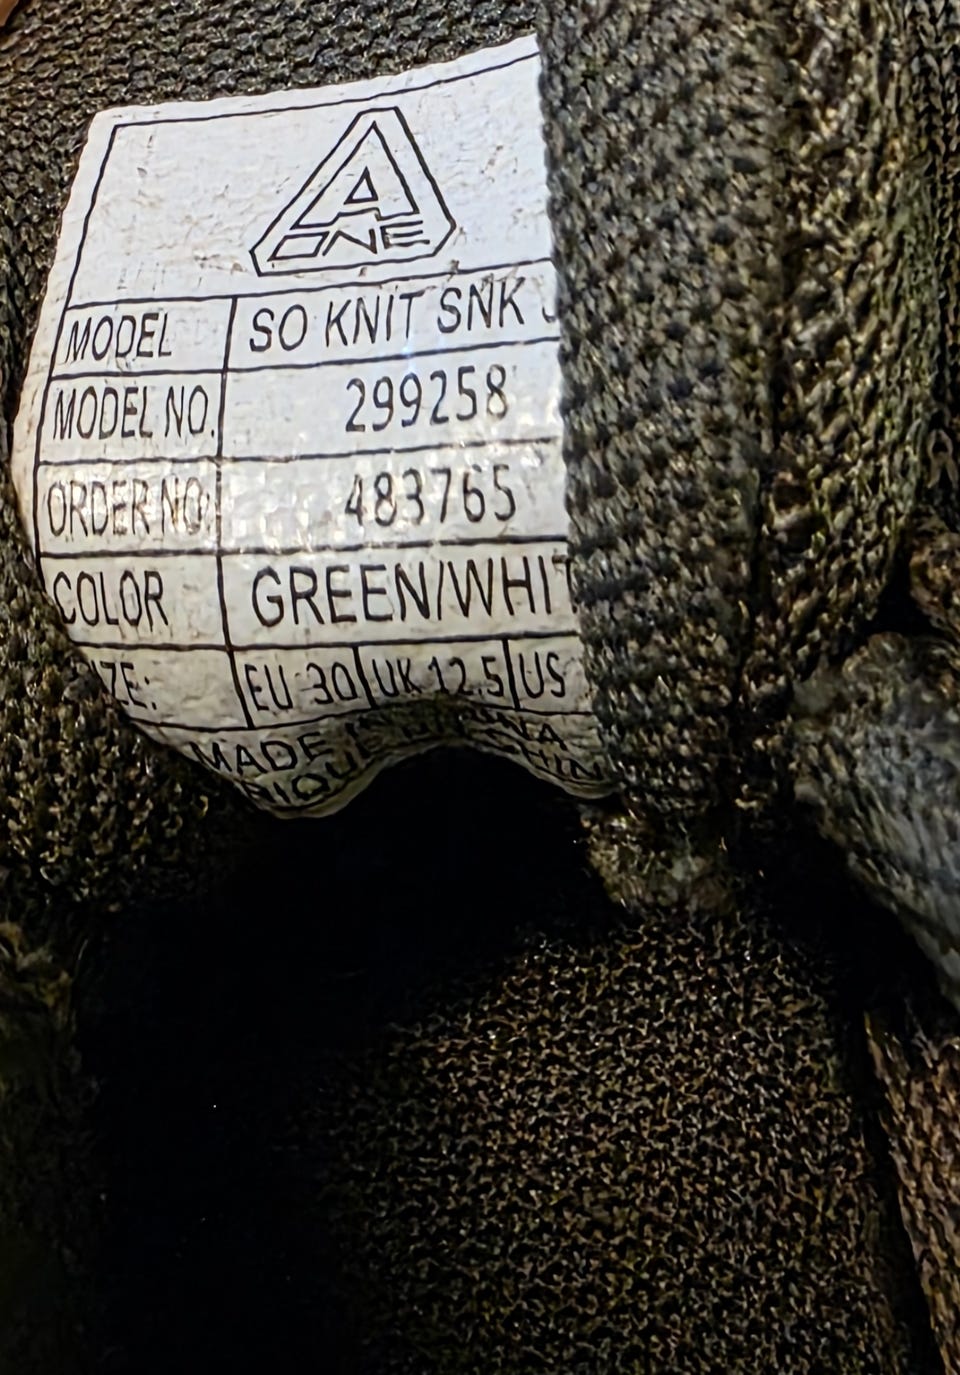 A
ONE
MODEL SO KNIT SNK J
MODEL NO. 299258
ORDER NO: 483765
COLOR GREEN/WHIT
ZE: EU 30 UK 12.5 US
MADE